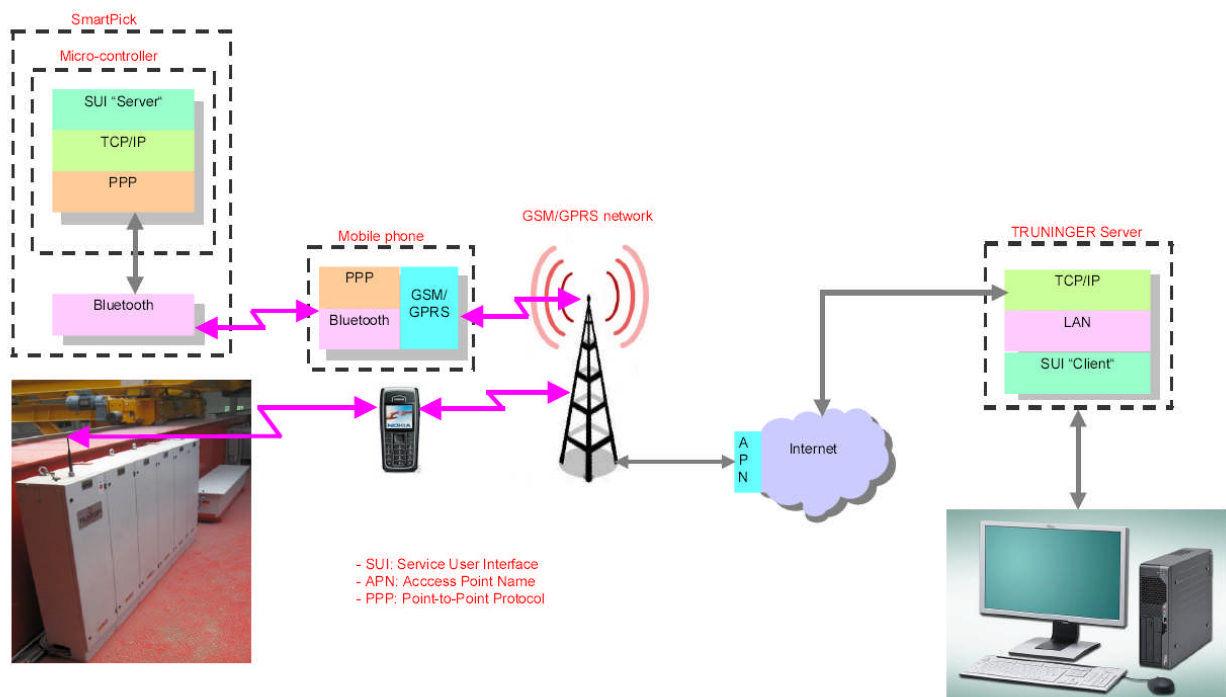 SmartPick
Micro-controller
SUI "Server"
TCP/IP
PPP
Bluetooth
Mobile phone
PPP
Bluetooth
GSM/
GPRS
GSM/GPRS network
NOKIA
A
P
N
Internet
TRUNINGER Server
TCP/IP
LAN
SUI "Client"
- SUI: Service User Interface
- APN: Acccess Point Name
- PPP: Point-to-Point Protocol